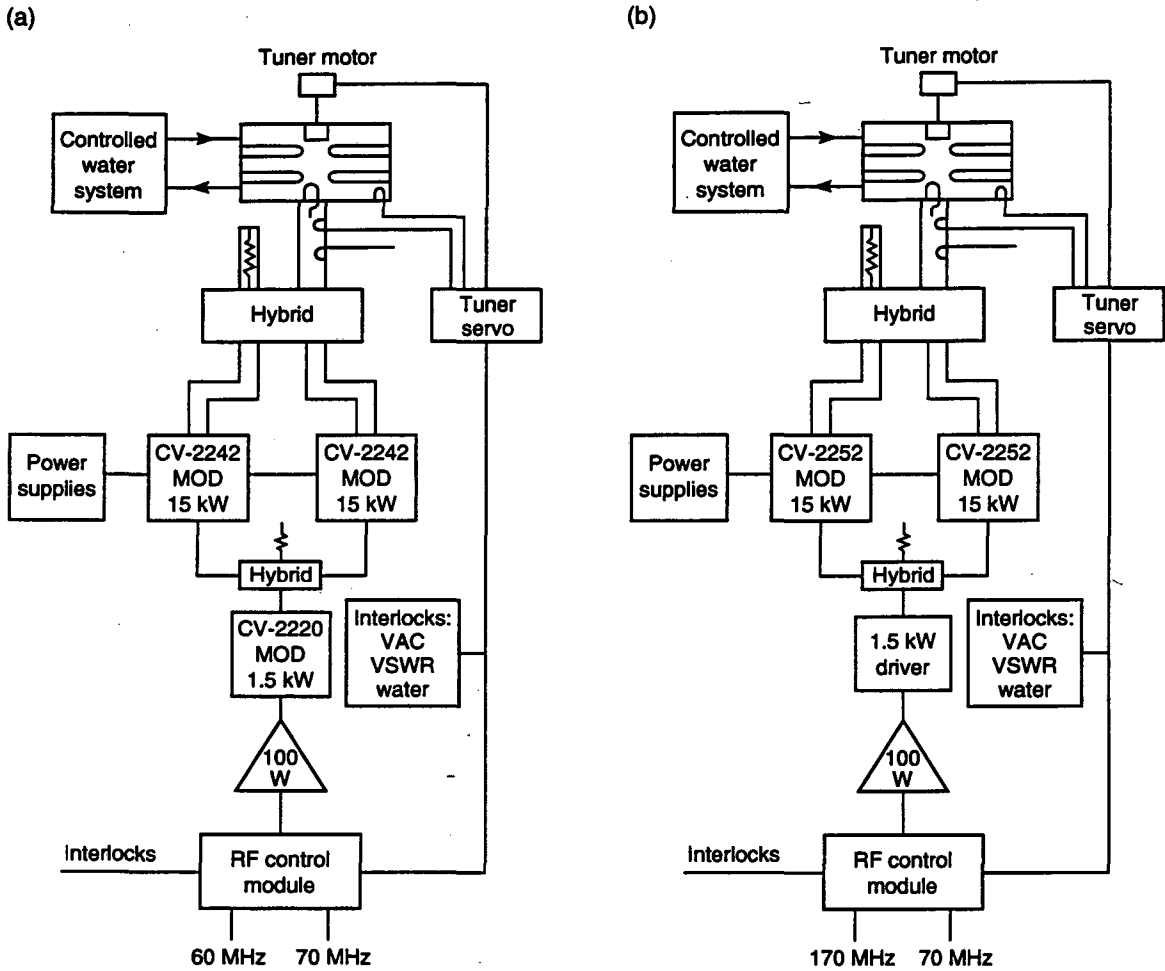 (a)
Tuner motor
Controlled
water
system
Hybrid
Tuner
servo
Power
supplies
CV-2242
MOD
15 kW
CV-2242
MOD
15 kW
Hybrid
CV-2220
MOD
1.5 kW
Interlocks:
VAC
VSWR
water
100
W
Interlocks
RF control
module
60 MHz
70 MHz
(b)
Tuner motor
Controlled
water
system
Hybrid
Tuner
servo
Power
supplies
CV-2252
MOD
15 kW
CV-2252
MOD
15 kW
Hybrid
1.5 kW
driver
Interlocks:
VAC
VSWR
water
100
W
Interlocks
RF control
module
170 MHz
70 MHz